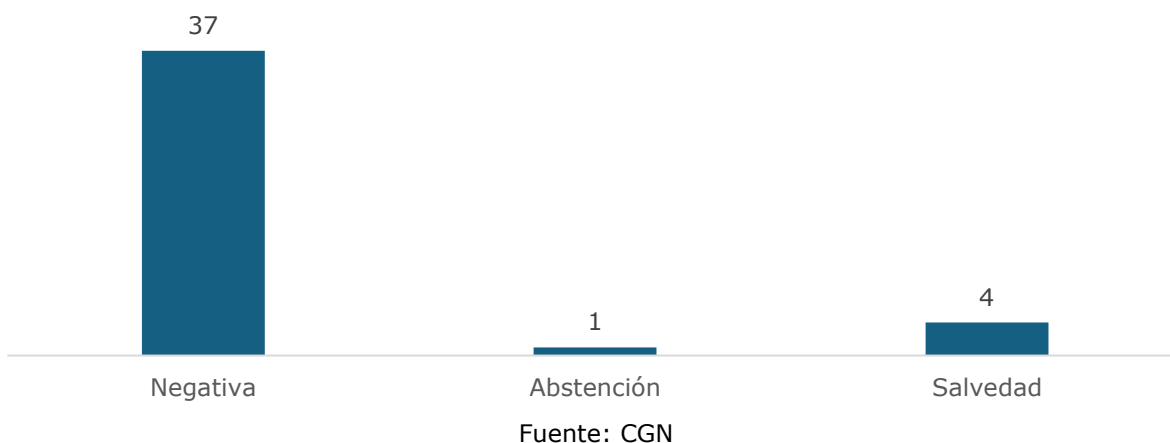 37
1
4
Negativa
Abstención
Salvedad
Fuente: CGN